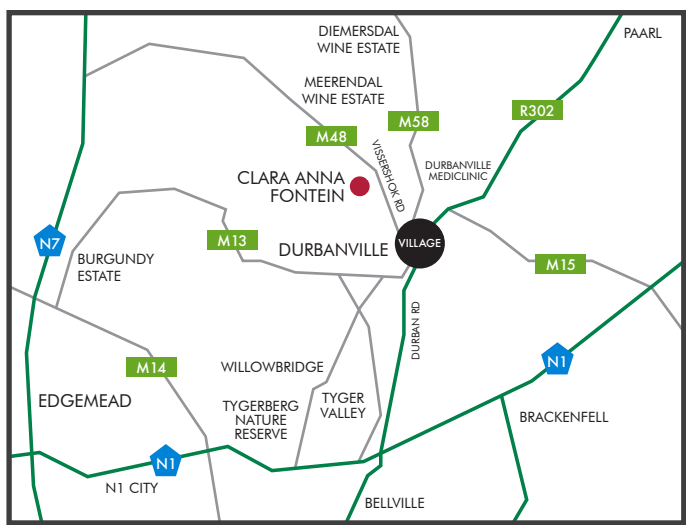 DIEMERSDAL
WINE ESTATE
PAARL
MEERENDAL
WINE ESTATE
R302
M58
M48
VISSERSHOK RD
DURBANVILLE
MEDICLINIC
CLARA ANNA
FONTEIN
N7
M13
DURBANVILLE
VILLAGE
BURGUNDY
ESTATE
M15
DURBAN RD
N1
M14
WILLOWBRIDGE
EDGEMEAD
TYGERBERG
NATURE
RESERVE
TYGER
VALLEY
BRACKENFELL
N1
N1 CITY
BELLVILLE